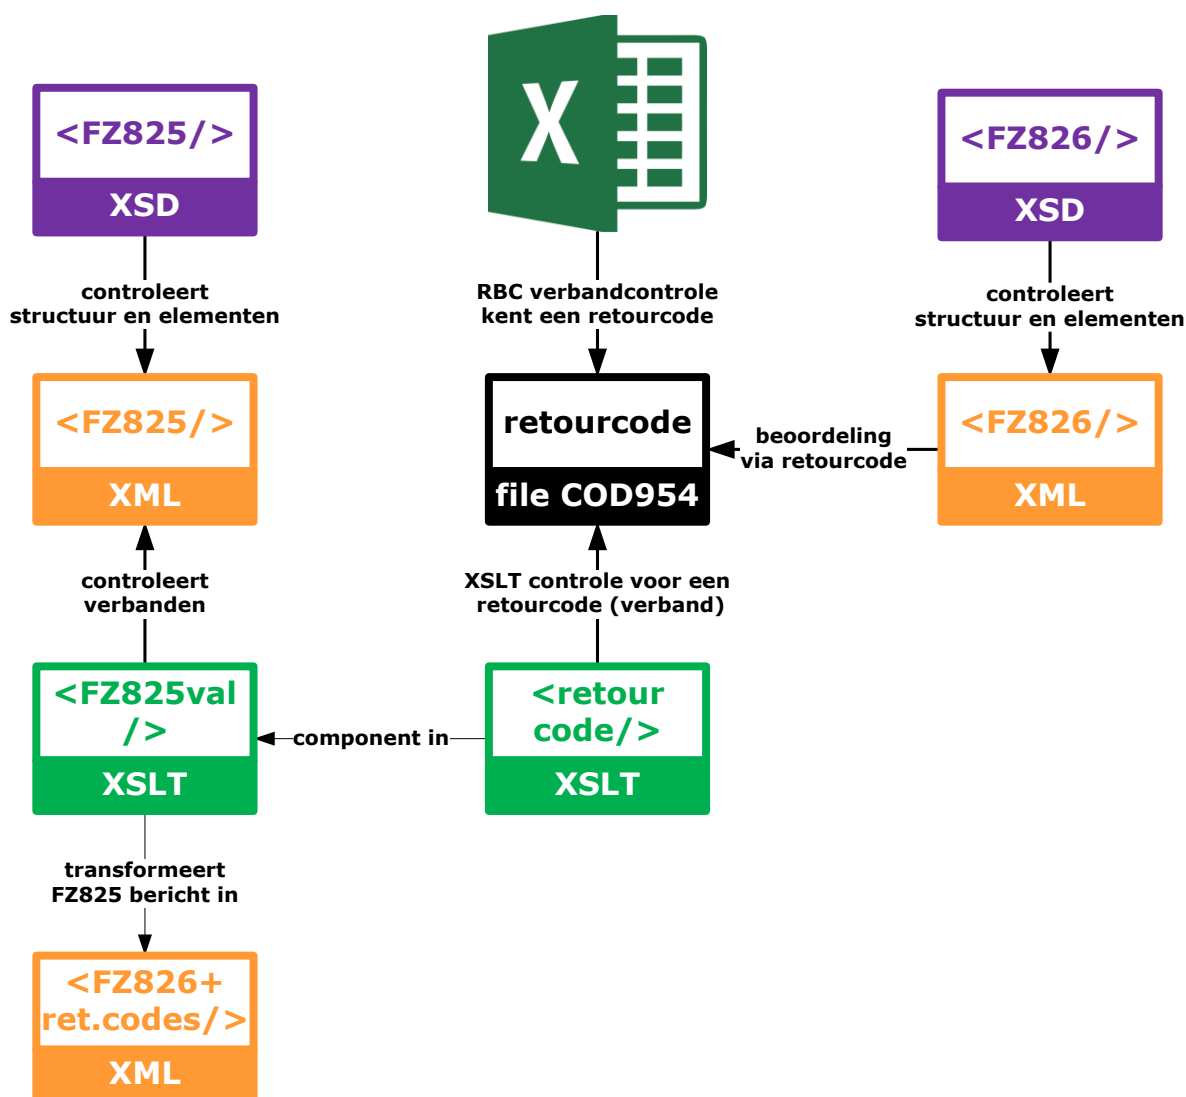 <FZ825/>
XSD
X
<FZ826/>
XSD
controleert
structuur en elementen
RBC verbandcontrole
kent een retourcode
controleert
structuur en elementen
<FZ825/>
XML
retourcode
file COD954
beoordeling
via retourcode
<FZ826/>
XML
controleert
verbanden
XSLT controle voor een
retourcode (verband)
<FZ825val
/>
XSLT
component in
<retour
code/>
XSLT
transformeert
FZ825 bericht in
<FZ826+
ret.codes/>
XML